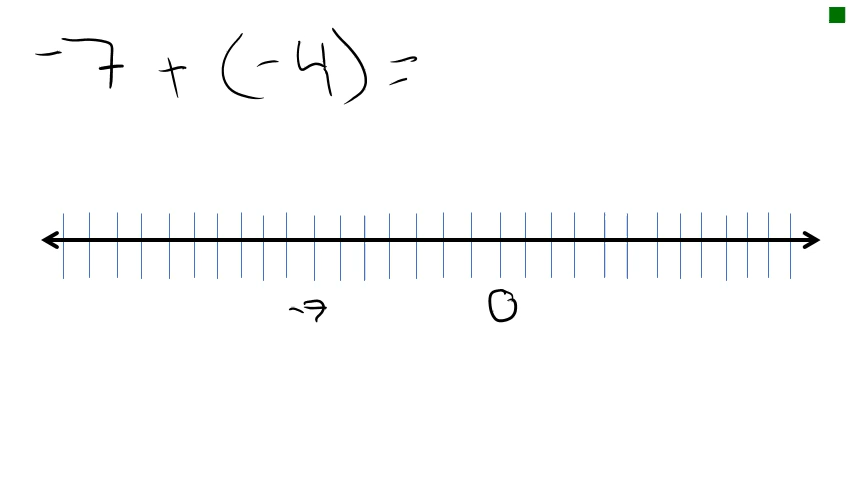 -7 + (-4) =
-7 0